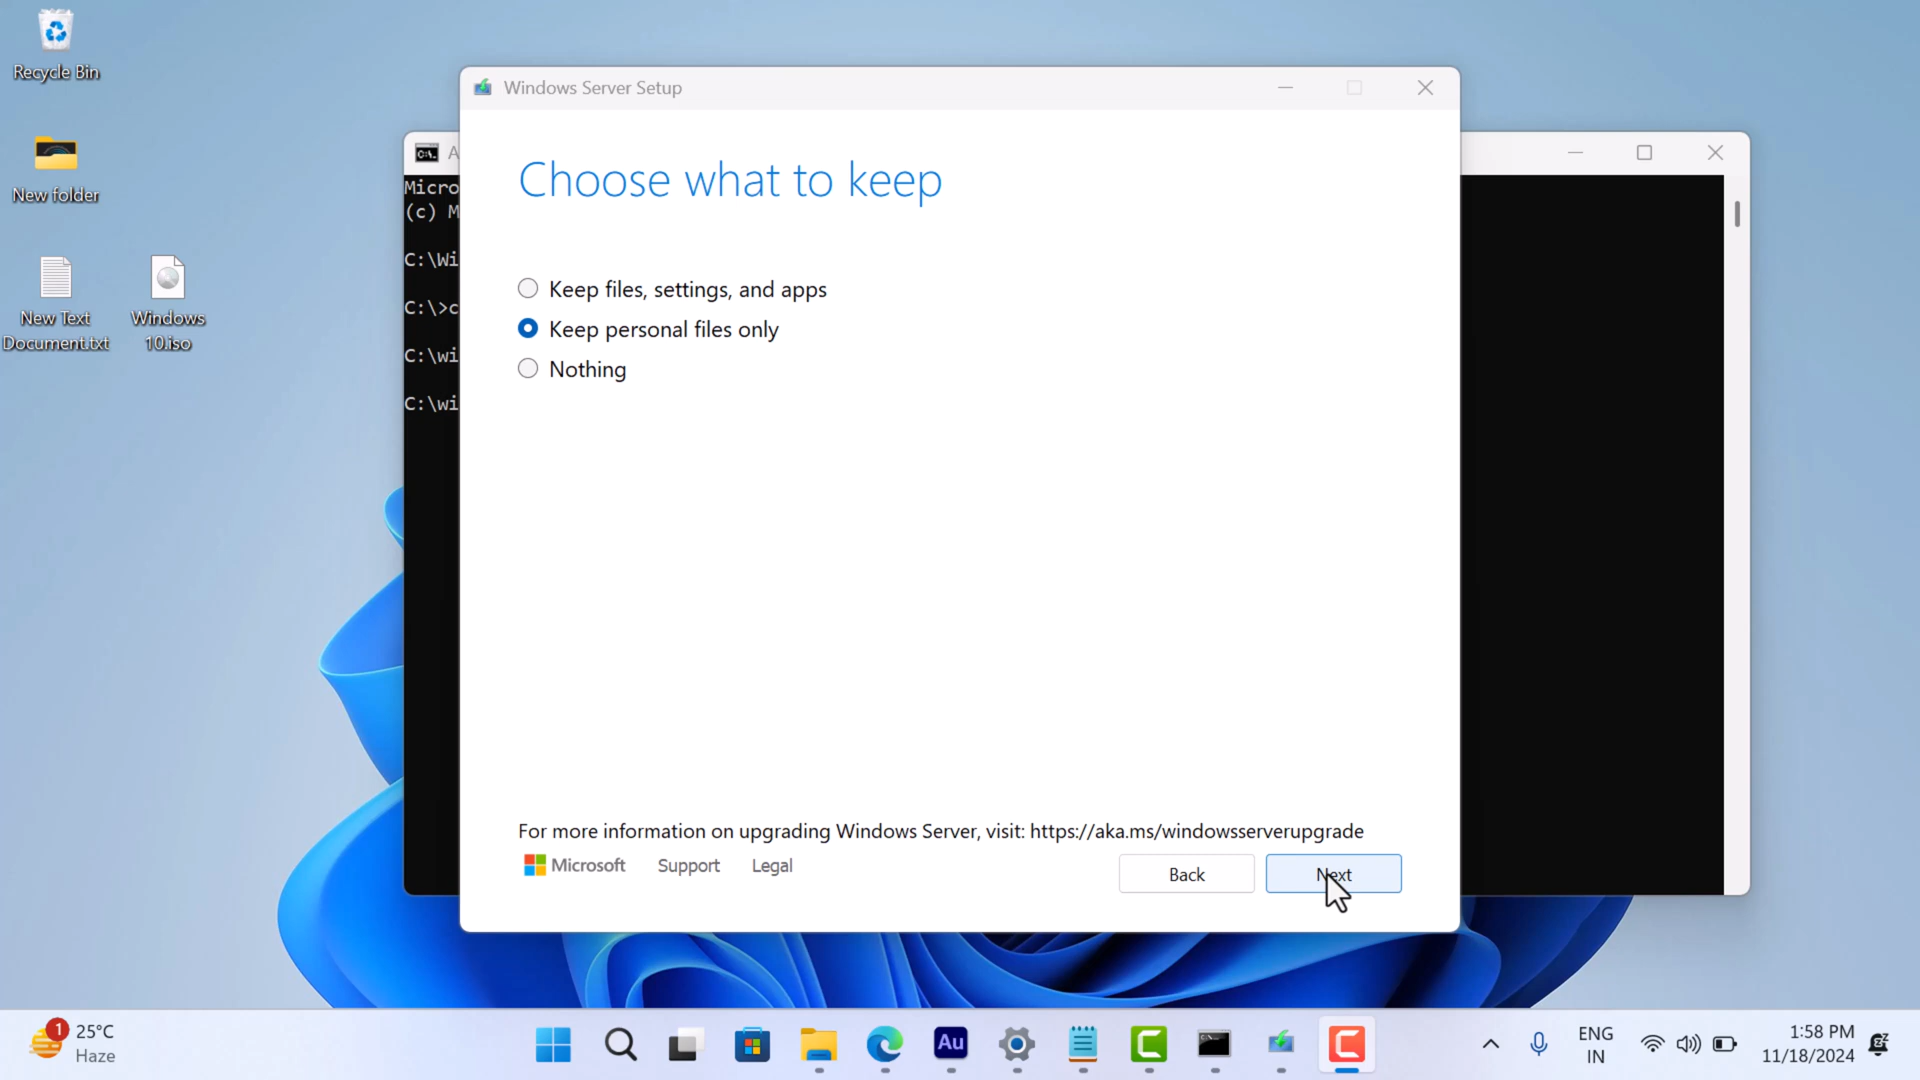 Recycle Bin
New folder
New Text
Document.txt
Windows
10.iso
Windows Server Setup
A
Micro
(c) M
C:\Wi
C:\>c
C:\wi
C:\wi
Choose what to keep
Keep files, settings, and apps
Keep personal files only
Nothing
For more information on upgrading Windows Server, visit: https://aka.ms/windowsserverupgrade
Microsoft Support Legal
Back
Next
1
25°C
Haze
Au
ENG
IN
1:58 PM
11/18/2024